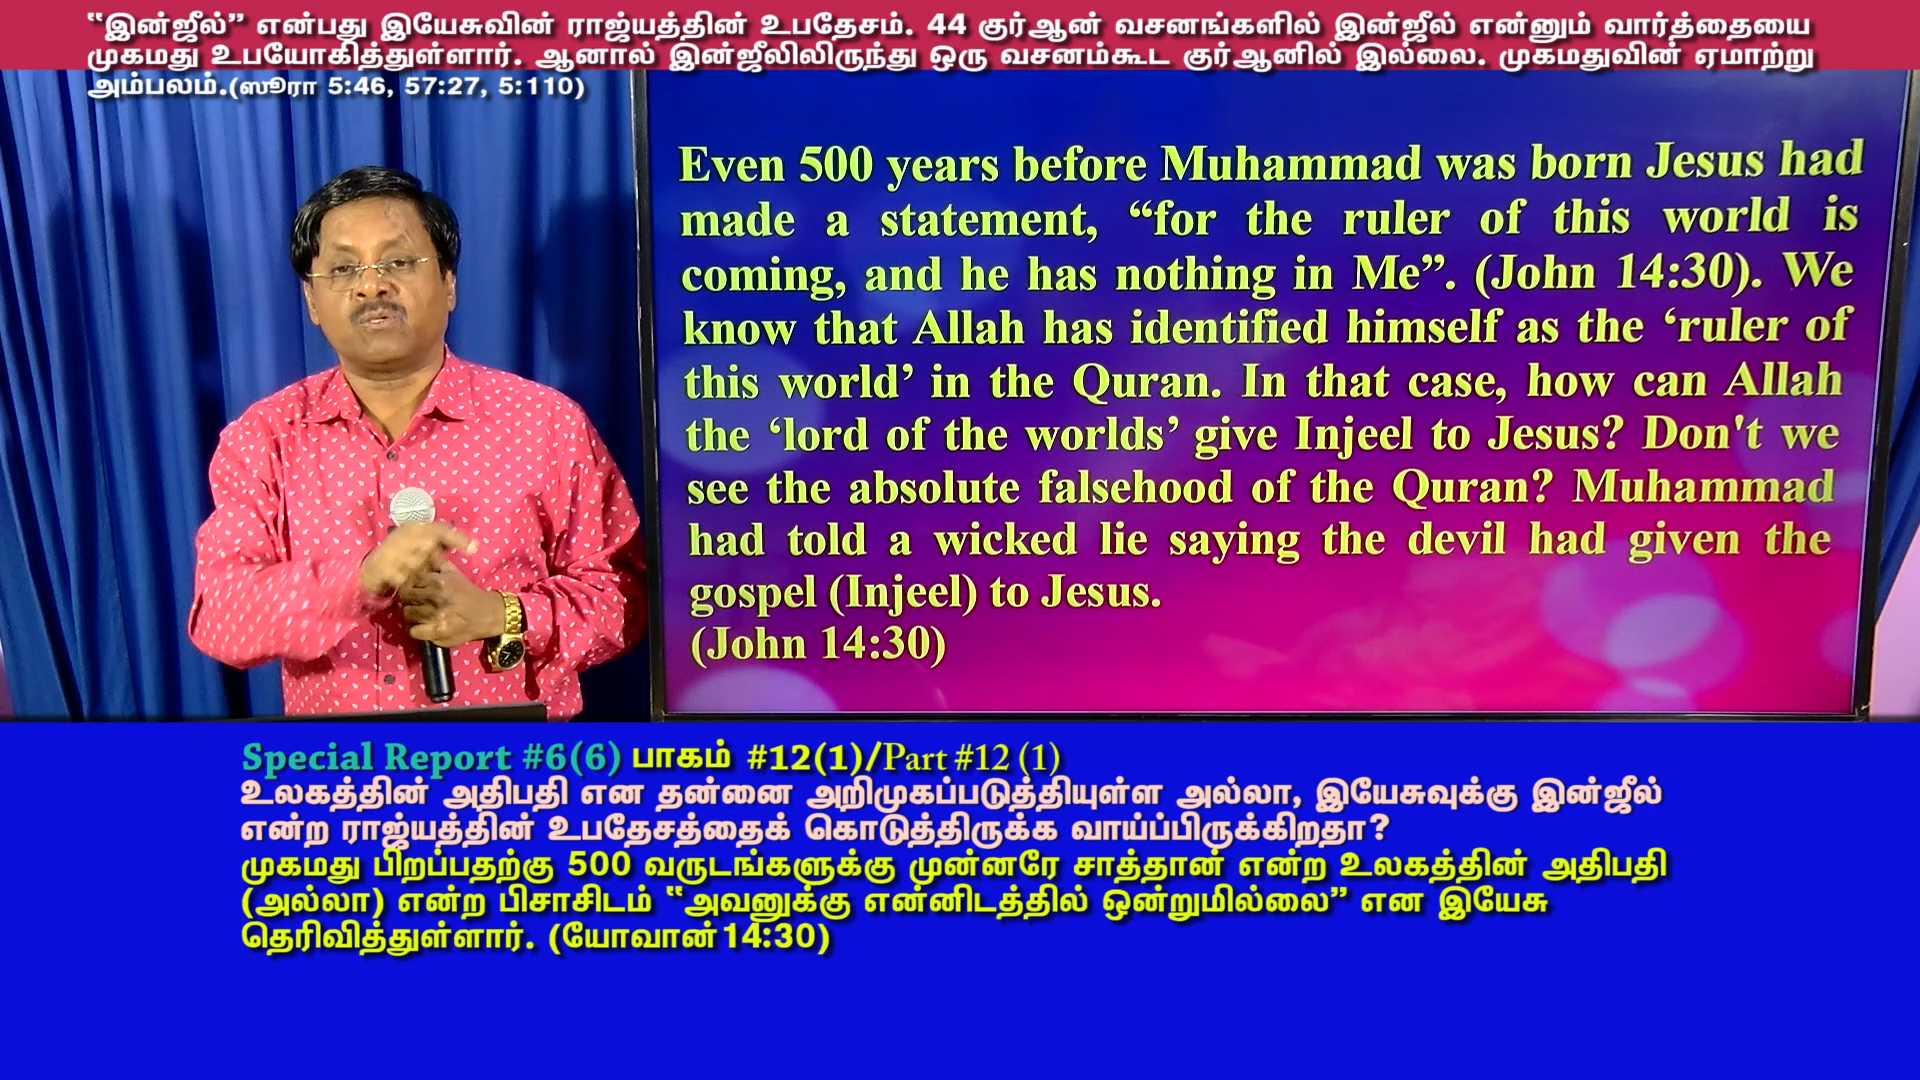 “இன்ஜீல்” என்பது இயேசுவின் ராஜ்யத்தின் உபதேசம். 44 குர்ஆன் வசனங்களில் இன்ஜீல் என்னும் வார்த்தையை
முகமது உபயோகித்துள்ளார். ஆனால் இன்ஜீலிலிருந்து ஒரு வசனம்கூட குர்ஆனில் இல்லை. முகமதுவின் ஏமாற்று
அம்பலம்.(ஸூரா 5:46, 57:27, 5:110)
Even 500 years before Muhammad was born Jesus had
made a statement, “for the ruler of this world is
coming, and he has nothing in Me”. (John 14:30). We
know that Allah has identified himself as the ‘ruler of
this world’ in the Quran. In that case, how can Allah
the ‘lord of the worlds’ give Injeel to Jesus? Don't we
see the absolute falsehood of the Quran? Muhammad
had told a wicked lie saying the devil had given the
gospel (Injeel) to Jesus.
(John 14:30)
Special Report #6(6) பாகம் #12(1)/Part #12 (1)
உலகத்தின் அதிபதி என தன்னை அறிமுகப்படுத்தியுள்ள அல்லா, இயேசுவுக்கு இன்ஜீல்
என்ற ராஜ்யத்தின் உபதேசத்தைக் கொடுத்திருக்க வாய்ப்பிருக்கிறதா?
முகமது பிறப்பதற்கு 500 வருடங்களுக்கு முன்னரே சாத்தான் என்ற உலகத்தின் அதிபதி
(அல்லா) என்ற பிசாசிடம் “அவனுக்கு என்னிடத்தில் ஒன்றுமில்லை” என இயேசு
தெரிவித்துள்ளார். (யோவான் 14:30)